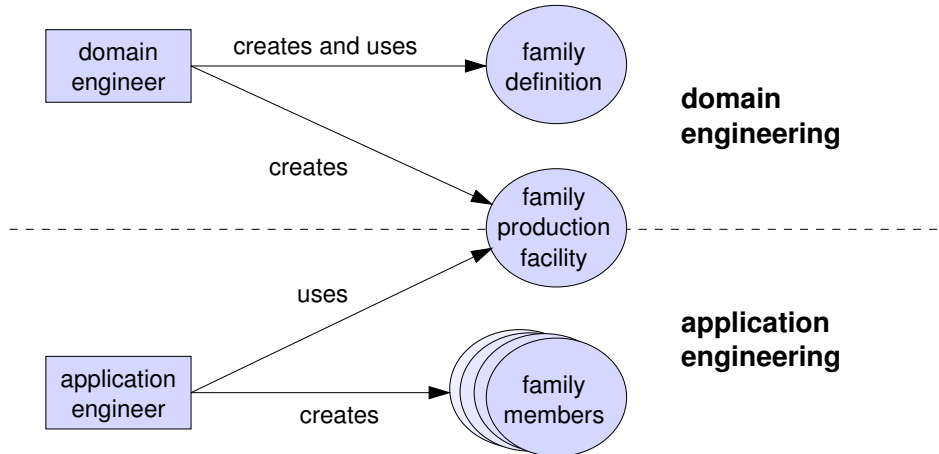 domain
engineer
creates and uses
family
definition
domain
engineering
creates
family
production
facility
uses
application
engineering
application
engineer
creates
family
members